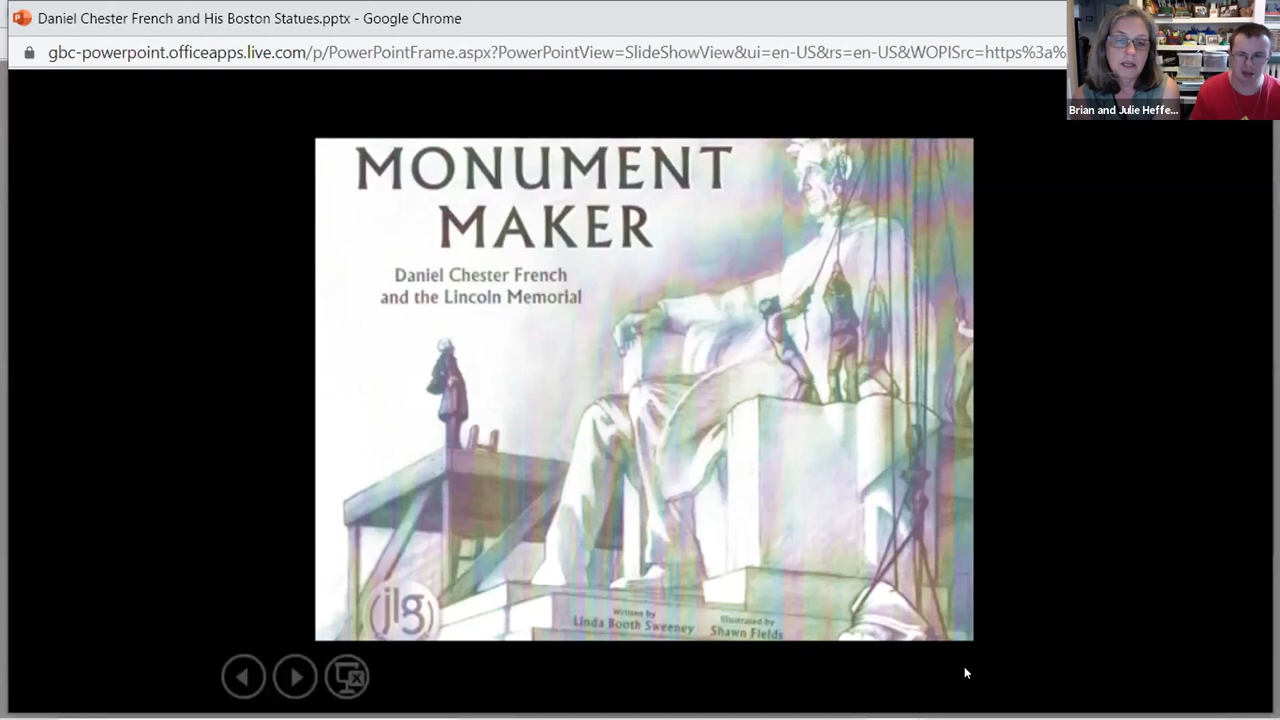 Daniel Chester French and His Boston Statues.pptx - Google Chrome
gbc-powerpoint.officeapps.live.com/p/PowerPointFrame.aspx?PowerPointView=SlideShowView&ui=en-US&rs=en-US&WOPISrc=https%3a%
Brian and Julie Heffe...
MONUMENT
MAKER
Daniel Chester French
and the Lincoln Memorial
jlg
Written by
Linda Booth Sweeney
Illustrated by
Shawn Fields